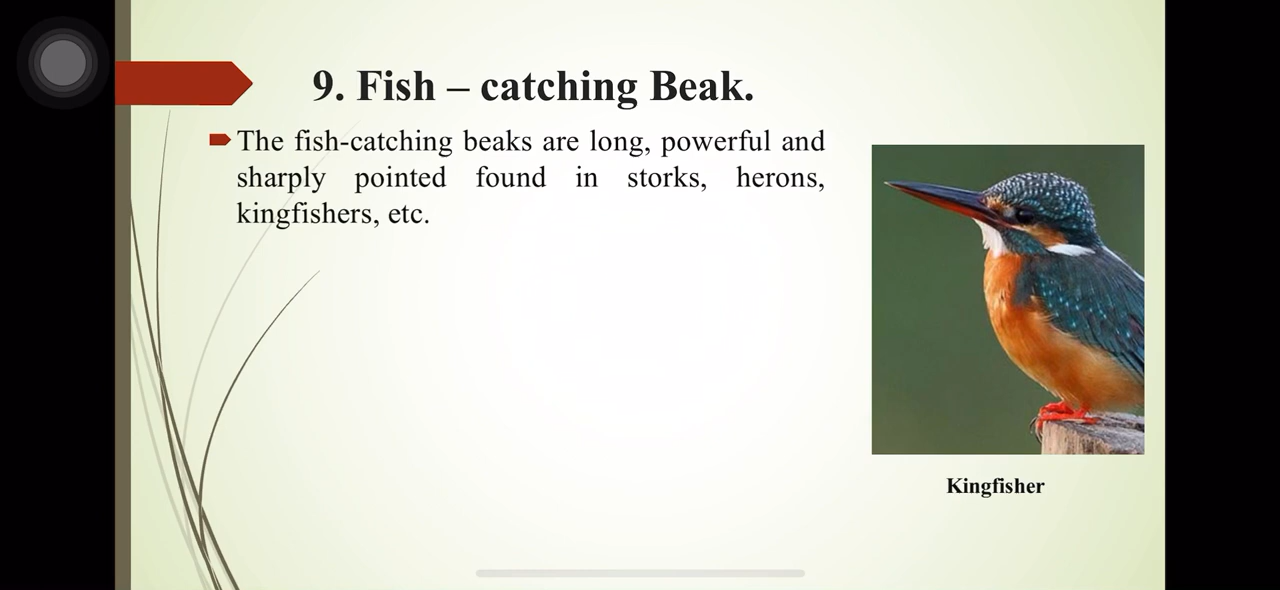 9. Fish – catching Beak.
The fish-catching beaks are long, powerful and
sharply pointed found in storks, herons,
kingfishers, etc.
Kingfisher